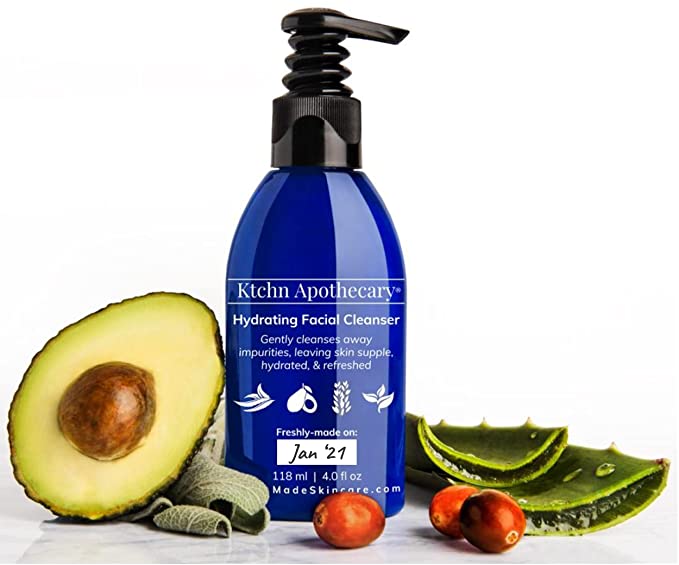 Ktchn Apothecary®
Hydrating Facial Cleanser
Gently cleanses away
impurities, leaving skin supple,
hydrated, & refreshed
Freshly-made on:
Jan '21
118 ml | 4.0 fl oz
MadeSkincare.com